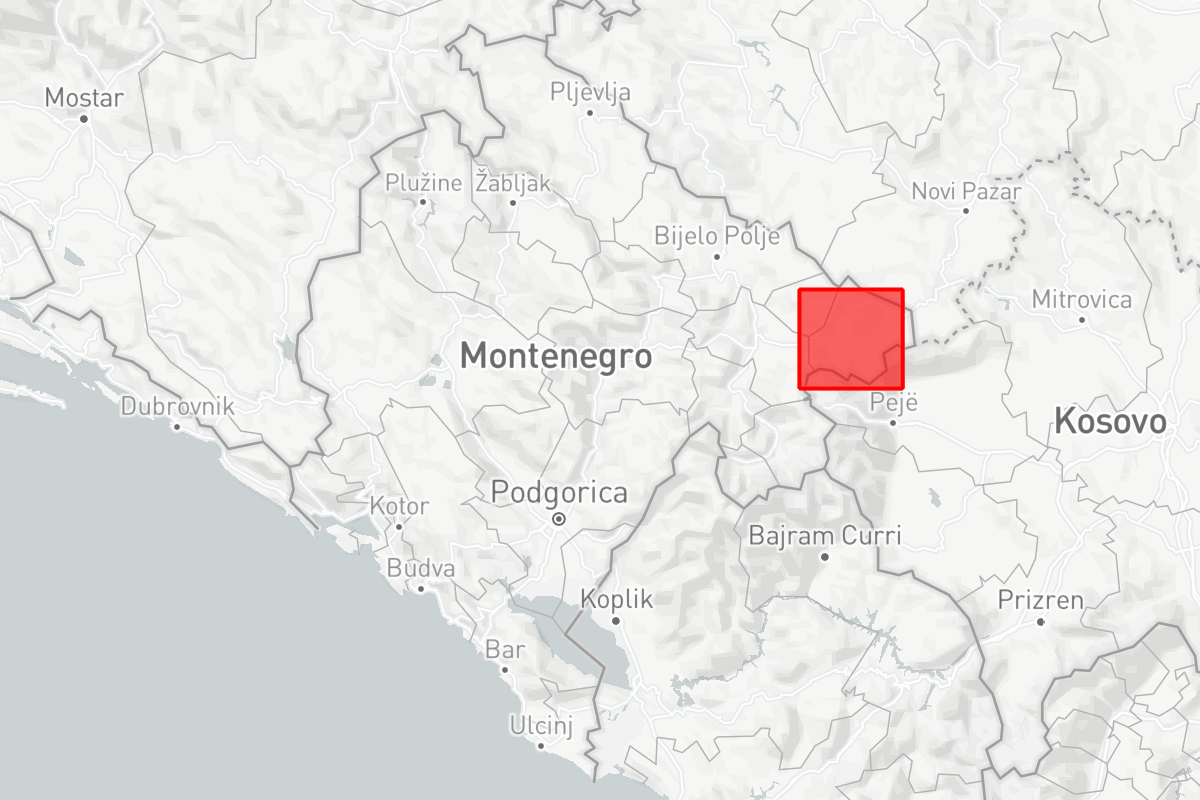 Pljevlja
Mostar
Plužine
Žabljak
Novi Pazar
Bijelo Polje
Mitrovica
Montenegro
Pejë
Dubrovnik
Kosovo
Podgorica
Kotor
Bajram Curri
Budva
Koplik
Prizren
Bar
Ulcinj